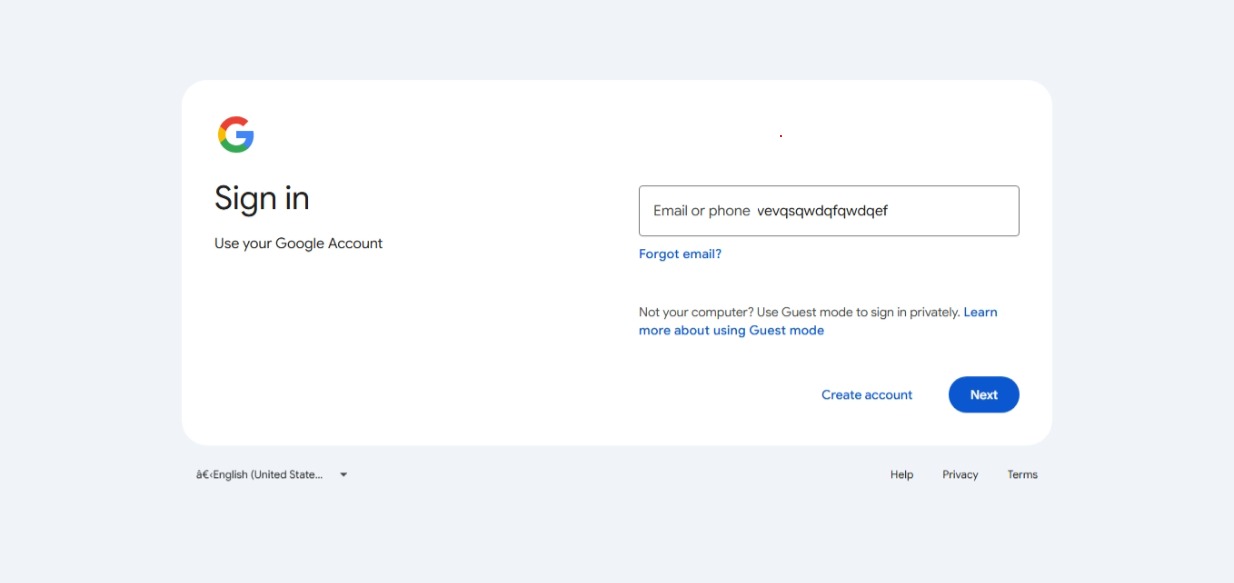 Sign in
Use your Google Account
Email or phone vevqsqwdqfqwdqef
Forgot email?
Not your computer? Use Guest mode to sign in privately. Learn
more about using Guest mode
Create account
Next
â€‹English (United State...
Help
Privacy
Terms